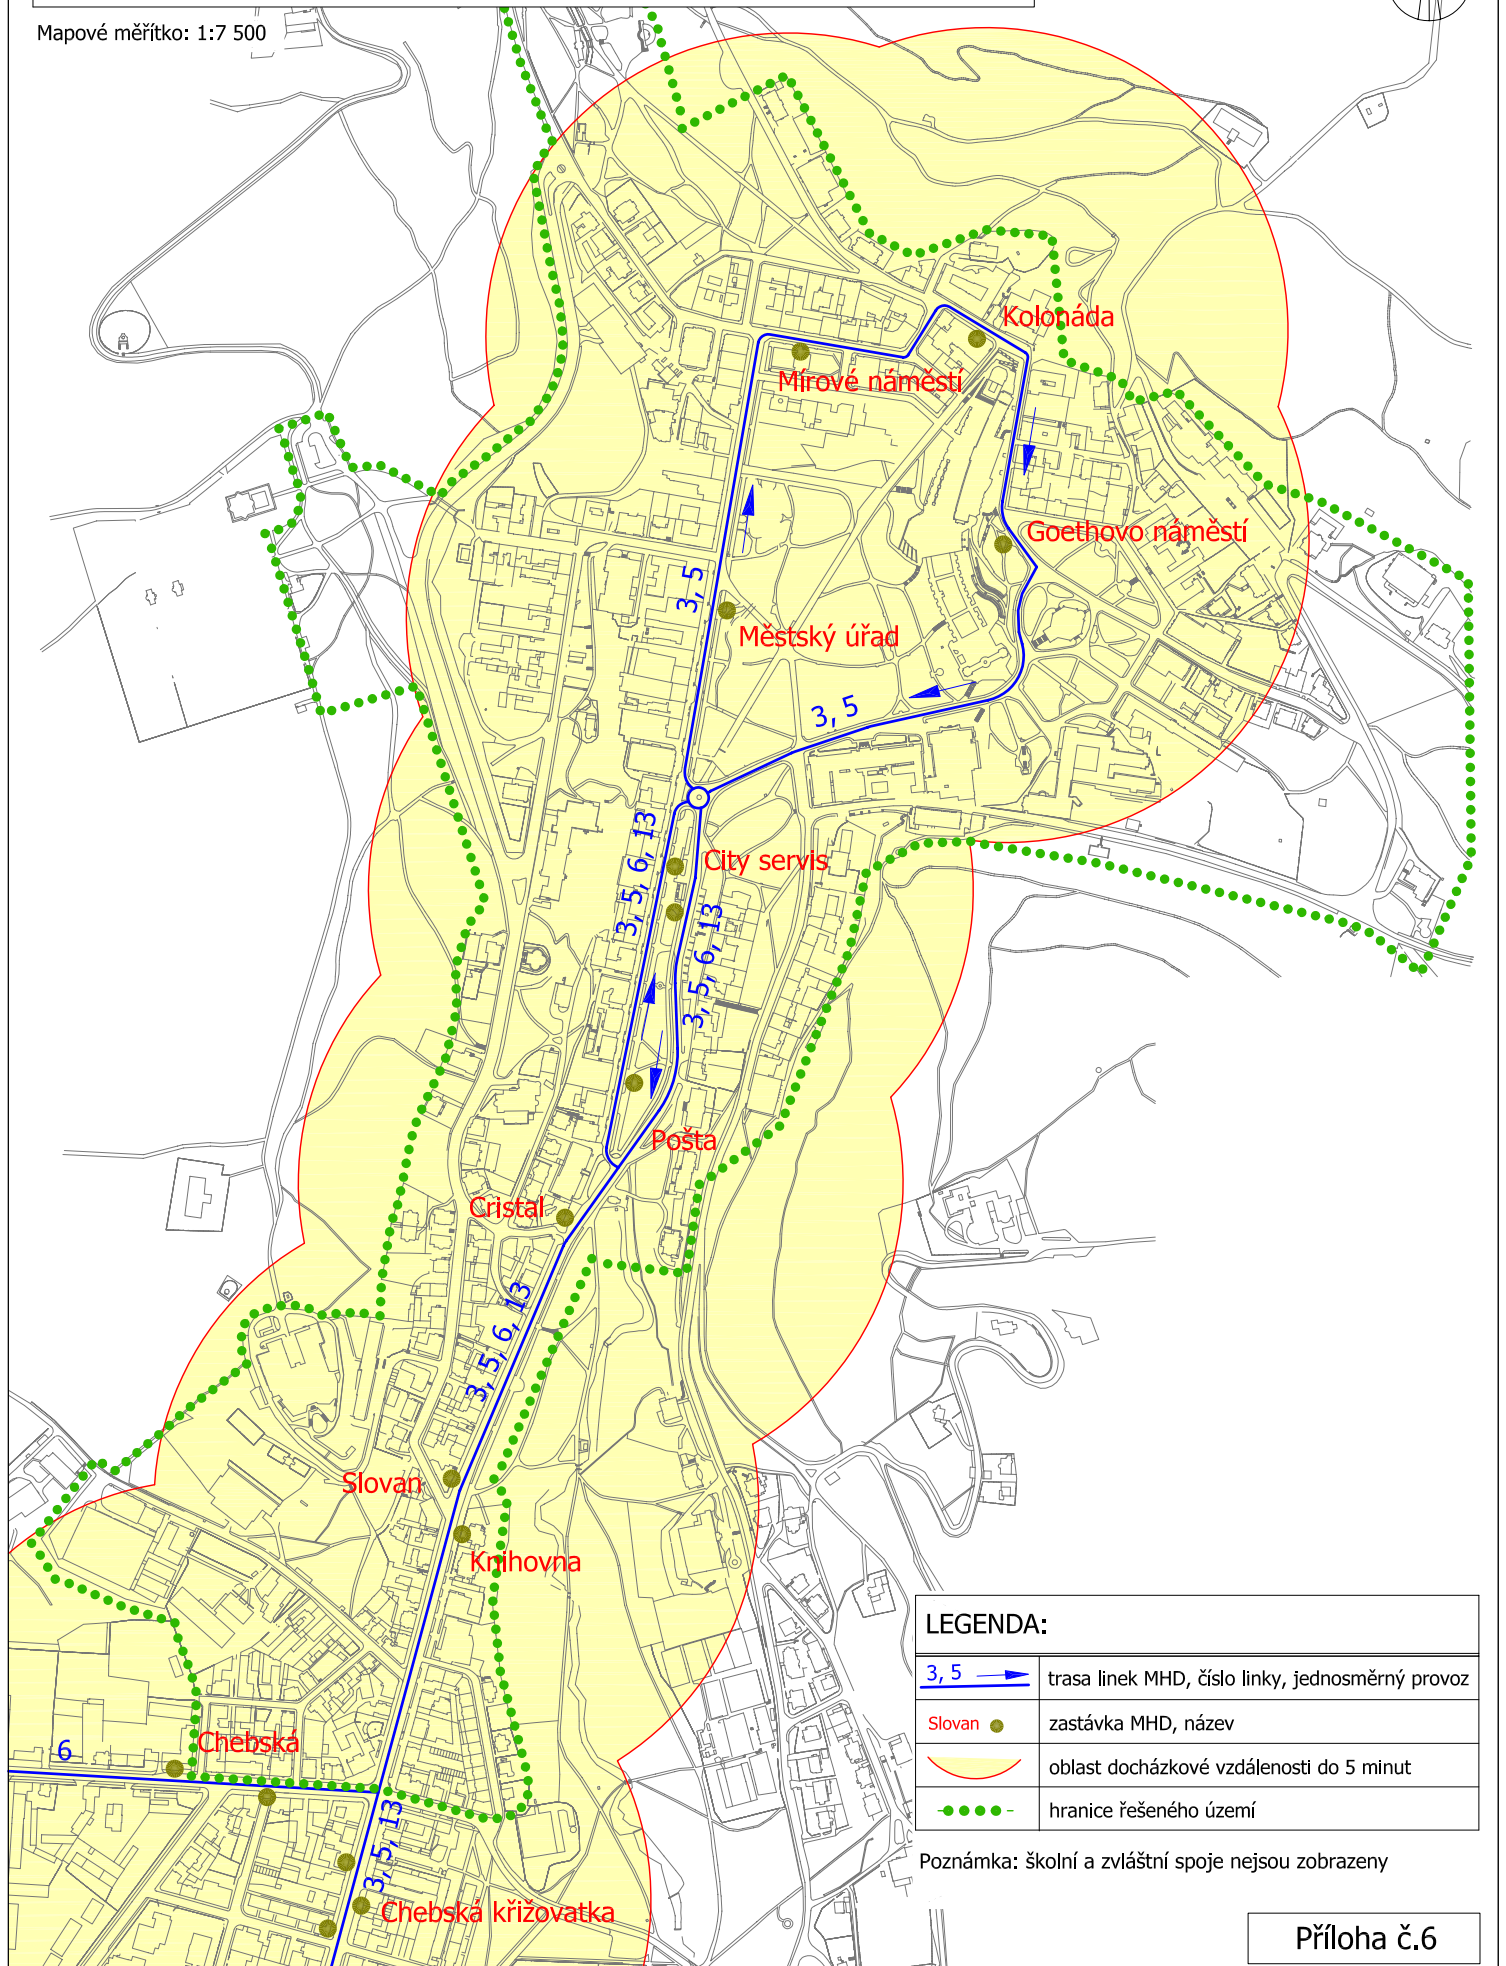 Mapové měřítko: 1:7 500
Kolonáda
Mírové náměstí
Goethovo náměstí
3, 5
Městský úřad
3, 5
3, 5, 6, 13
City servis
3, 5, 6, 13
Pošta
Cristal
3, 5, 6, 13
Slovan
Knihovna
Chebská
6
3, 5, 13
Chebská křižovatka
LEGENDA:
3, 5 trasa linek MHD, číslo linky, jednosměrný provoz
Slovan zastávka MHD, název
oblast docházkové vzdálenosti do 5 minut
hranice řešeného území
Poznámka: školní a zvláštní spoje nejsou zobrazeny
Příloha č.6